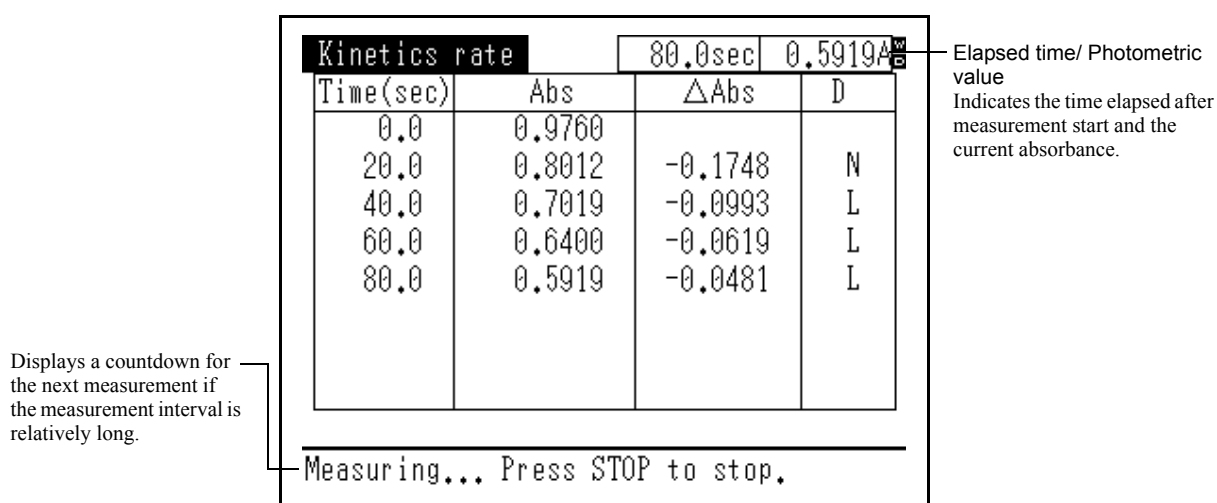 Kinetics rate 80.0sec 0.5919A
Time(sec) Abs △Abs D
0.0 0.9760
20.0 0.8012 -0.1748 N
40.0 0.7019 -0.0993 L
60.0 0.6400 -0.0619 L
80.0 0.5919 -0.0481 L
Measuring... Press STOP to stop.
Elapsed time/ Photometric
value
Indicates the time elapsed after
measurement start and the
current absorbance.
Displays a countdown for
the next measurement if
the measurement interval is
relatively long.